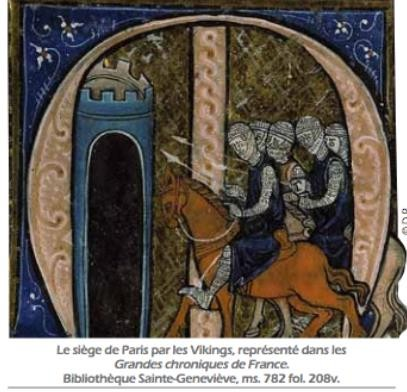 © D.R.
Le siège de Paris par les Vikings, représenté dans les
Grandes chroniques de France.
Bibliothèque Sainte-Geneviève, ms. 782 fol. 208v.